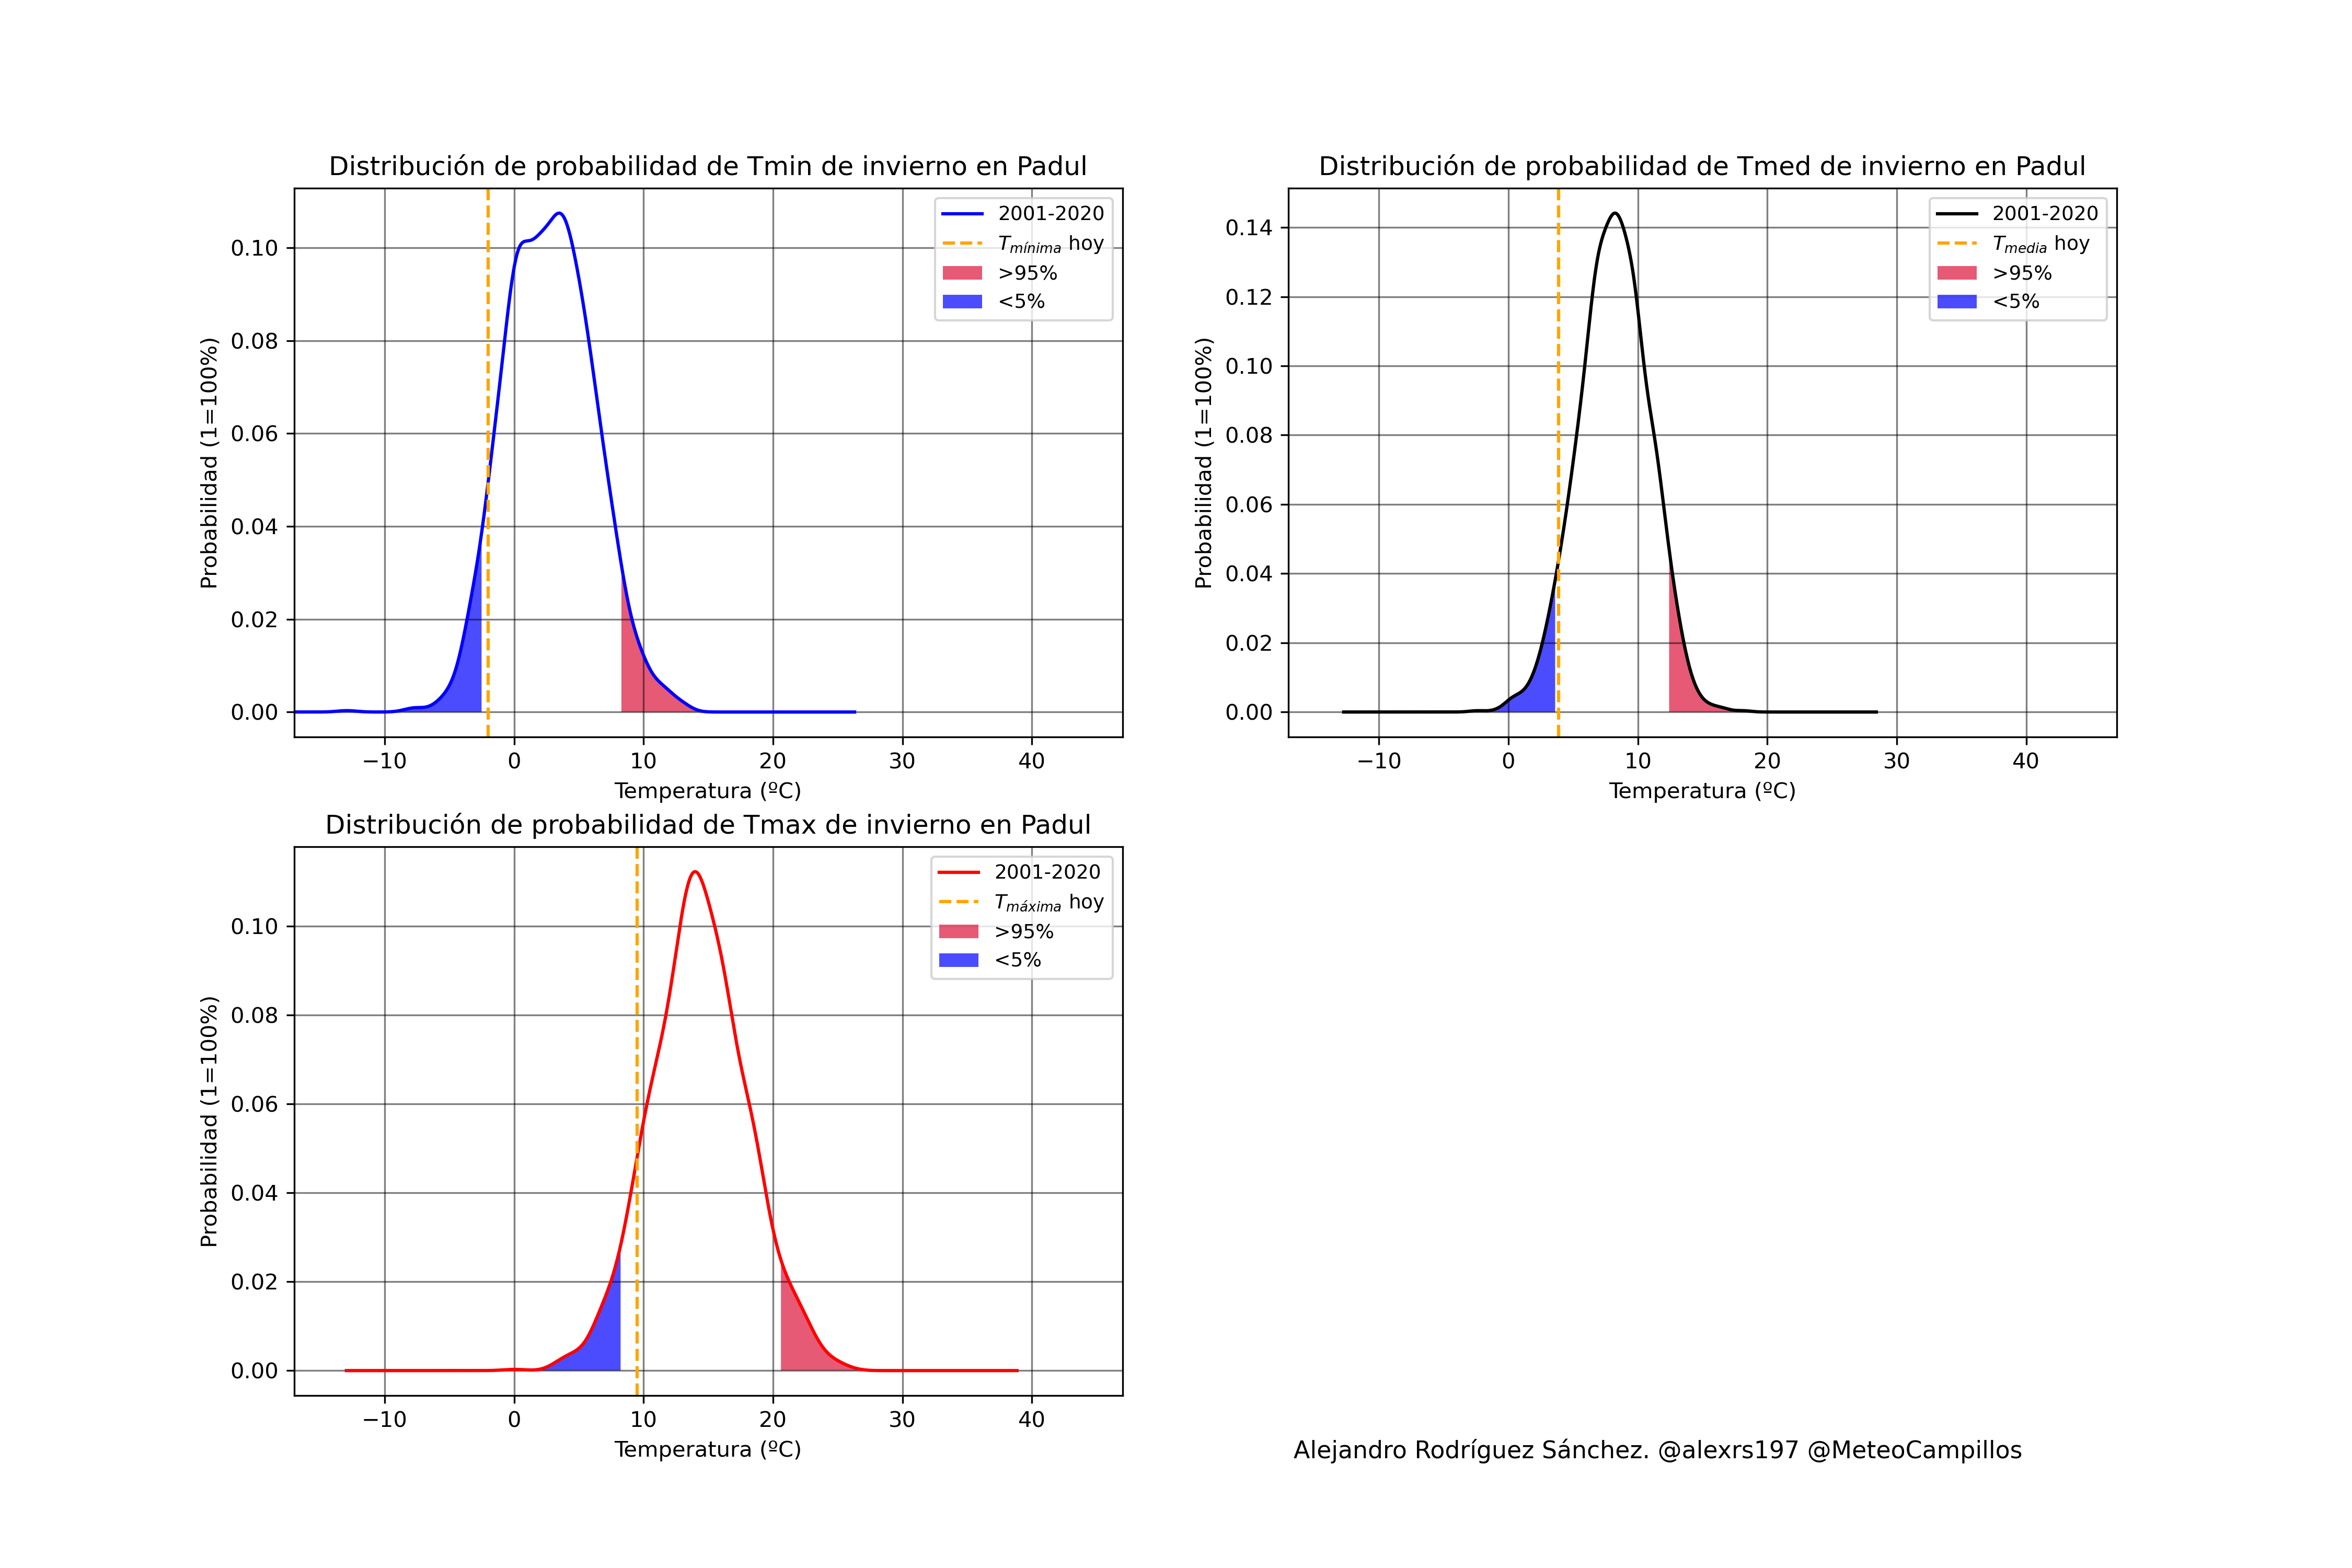 Distribución de probabilidad de Tmin de invierno en Padul
2001-2020
Tmínima hoy
>95%
<5%
0.10
0.08
0.06
0.04
0.02
0.00
Probabilidad (1=100%)
−10 0 10 20 30 40
Temperatura (ºC)
Distribución de probabilidad de Tmed de invierno en Padul
2001-2020
Tmedia hoy
>95%
<5%
0.14
0.12
0.10
0.08
0.06
0.04
0.02
0.00
Probabilidad (1=100%)
−10 0 10 20 30 40
Temperatura (ºC)
Distribución de probabilidad de Tmax de invierno en Padul
2001-2020
Tmáxima hoy
>95%
<5%
0.10
0.08
0.06
0.04
0.02
0.00
Probabilidad (1=100%)
−10 0 10 20 30 40
Temperatura (ºC)
Alejandro Rodríguez Sánchez. @alexrs197 @MeteoCampillos